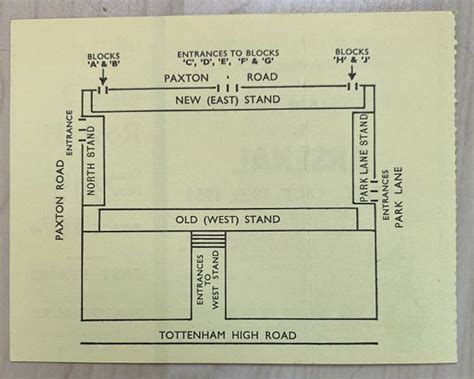 BLOCKS
'A' & 'B'
ENTRANCES TO BLOCKS
'C', 'D', 'E', 'F' & 'G'
BLOCKS
'H' & 'J'
PAXTON ROAD
NEW (EAST) STAND
ENTRANCE
NORTH STAND
PAXTON ROAD
PARK LANE STAND
ENTRANCES
PARK LANE
OLD (WEST) STAND
ENTRANCES
TO
WEST STAND
TOTTENHAM HIGH ROAD